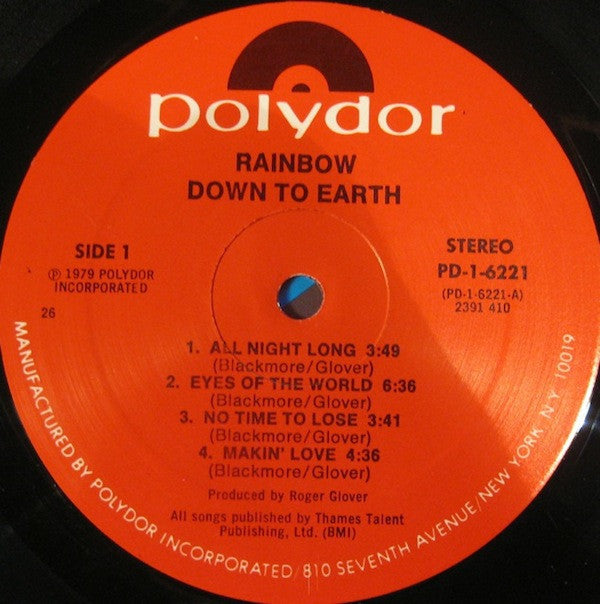 polydor
RAINBOW
DOWN TO EARTH
SIDE 1
℗ 1979 POLYDOR
INCORPORATED
26
STEREO
PD-1-6221
(PD-1-6221-A)
2391 410
1. ALL NIGHT LONG 3:49
(Blackmore/Glover)
2. EYES OF THE WORLD 6:36
(Blackmore/Glover)
3. NO TIME TO LOSE 3:41
(Blackmore/Glover)
4. MAKIN' LOVE 4:36
(Blackmore/Glover)
Produced by Roger Glover
All songs published by Thames Talent
Publishing, Ltd. (BMI)
MANUFACTURED BY POLYDOR INCORPORATED/810 SEVENTH AVENUE/NEW YORK, N.Y. 10019